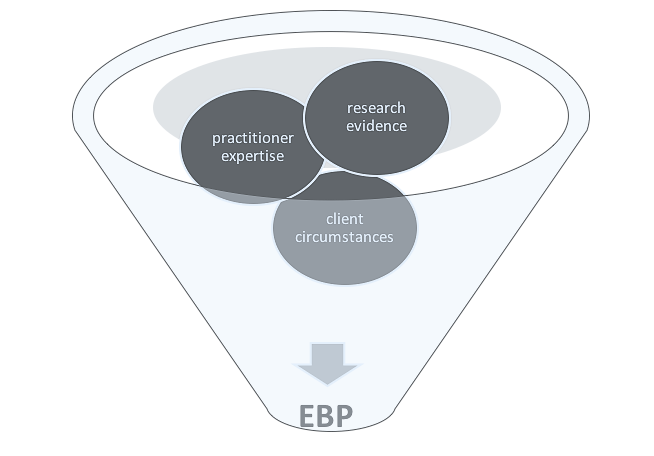 research
evidence
practitioner
expertise
client
circumstances
EBP